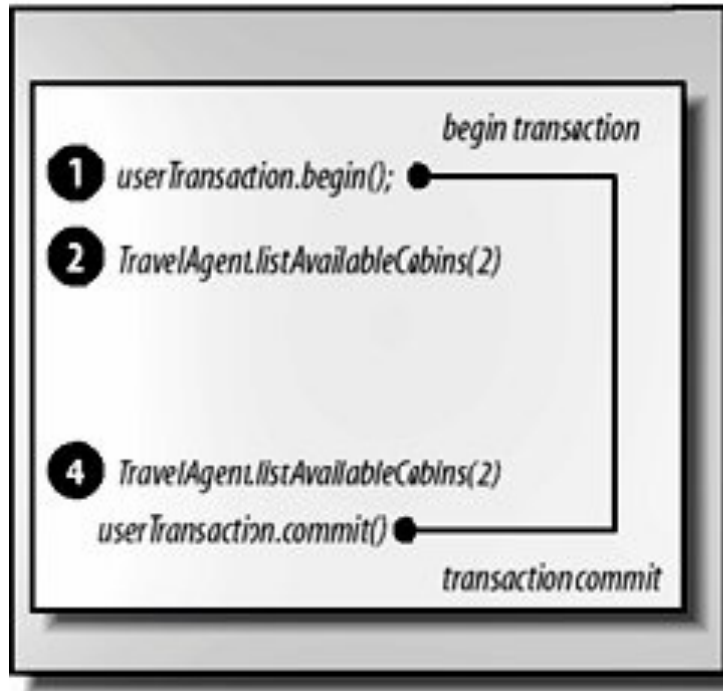 begin transaction
1 userTransaction.begin();
2 TravelAgent.listAvailableCabins(2)
4 TravelAgent.listAvailableCabins(2)
userTransaction.commit()
transaction commit